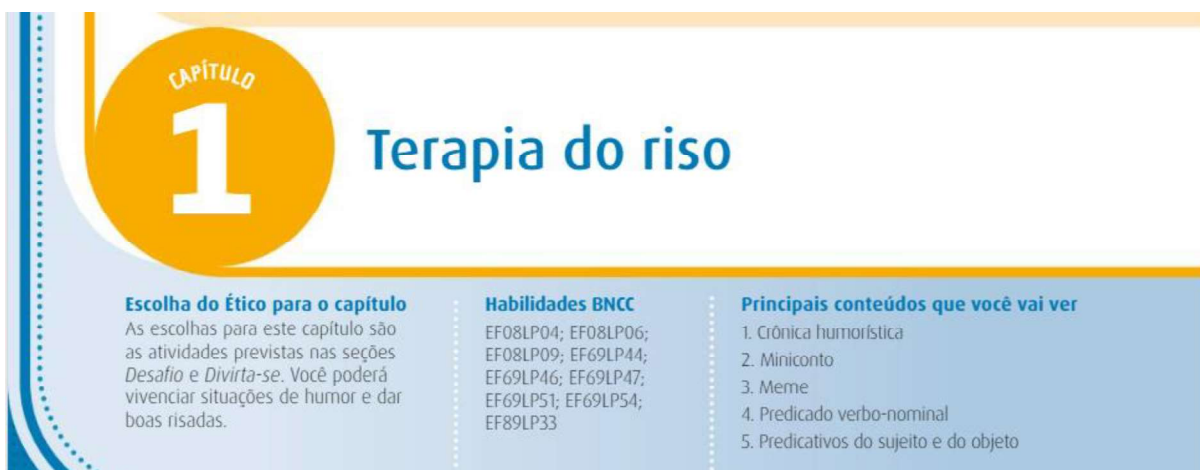 CAPÍTULO
1
Terapia do riso
Escolha do Ético para o capítulo
As escolhas para este capítulo são
as atividades previstas nas seções
Desafio e Divirta-se. Você poderá
vivenciar situações de humor e dar
boas risadas.
Habilidades BNCC
EF08LP04; EF08LP06;
EF08LP09; EF69LP44;
EF69LP46; EF69LP47;
EF69LP51; EF69LP54;
EF89LP33
Principais conteúdos que você vai ver
1. Crônica humorística
2. Miniconto
3. Meme
4. Predicado verbo-nominal
5. Predicativos do sujeito e do objeto